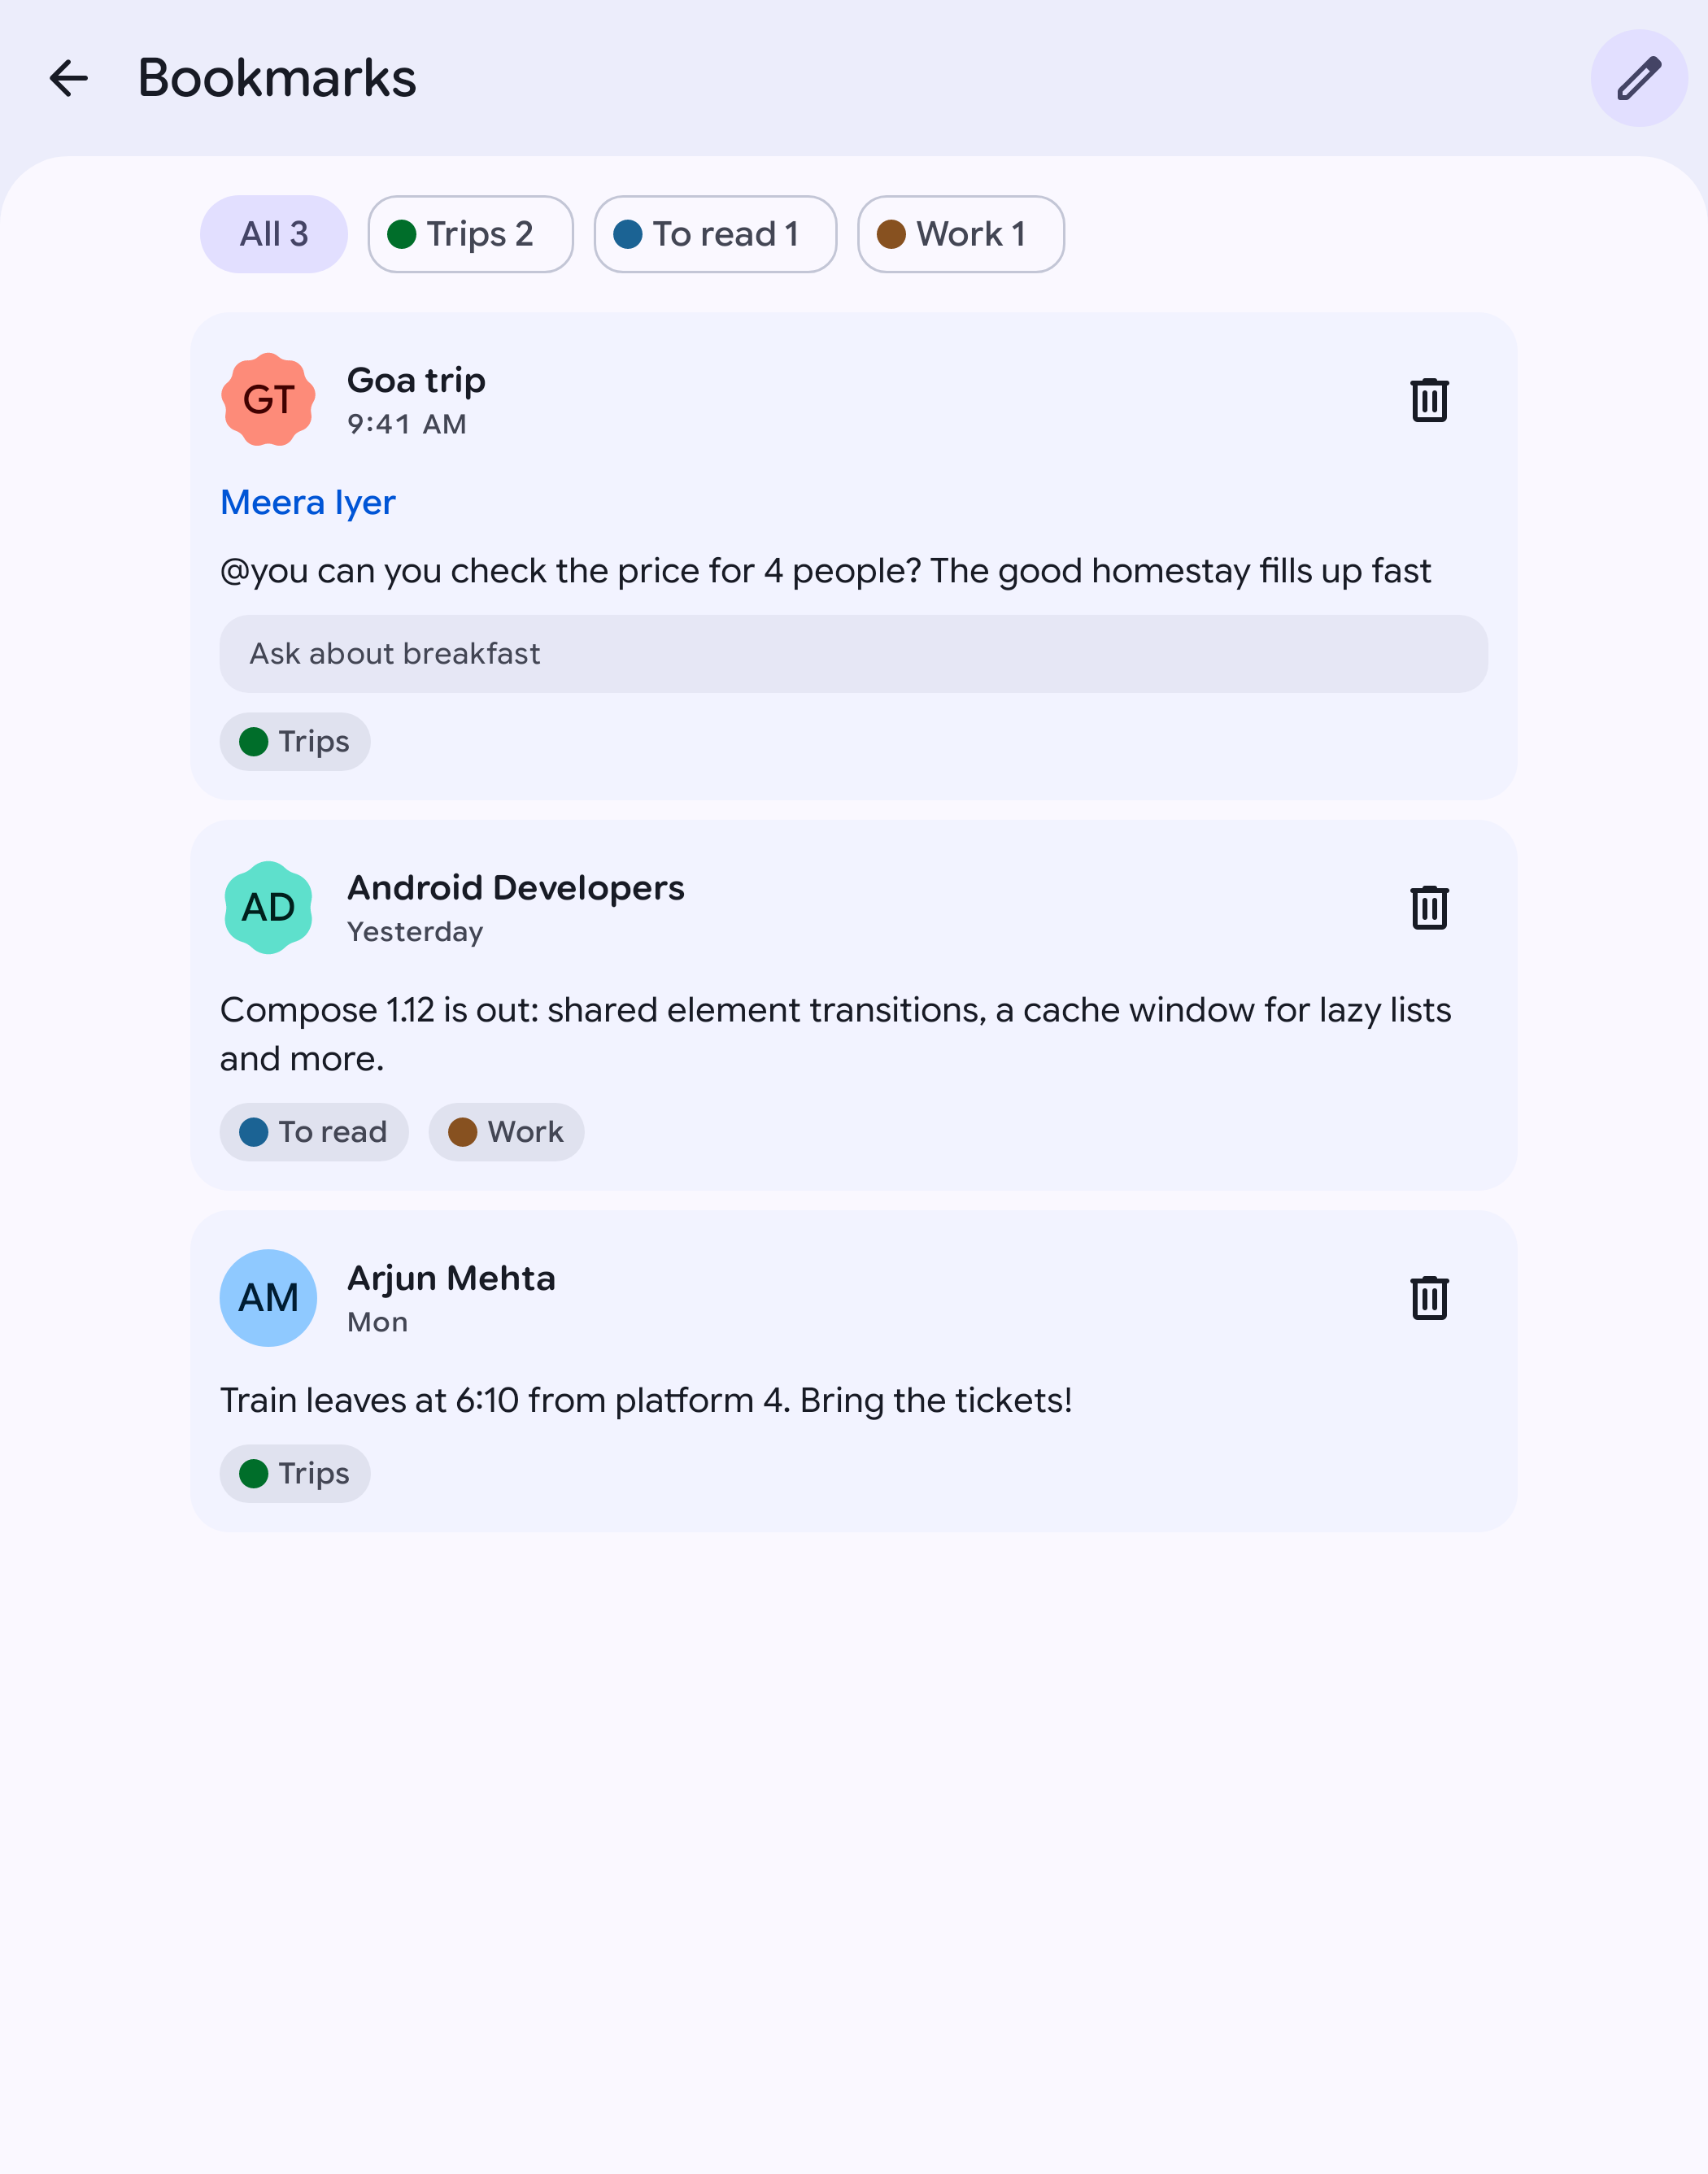 Bookmarks
All 3
Trips 2
To read 1
Work 1
GT
Goa trip
9:41 AM
Meera Iyer
@you can you check the price for 4 people? The good homestay fills up fast
Ask about breakfast
Trips
AD
Android Developers
Yesterday
Compose 1.12 is out: shared element transitions, a cache window for lazy lists
and more.
To read
Work
AM
Arjun Mehta
Mon
Train leaves at 6:10 from platform 4. Bring the tickets!
Trips